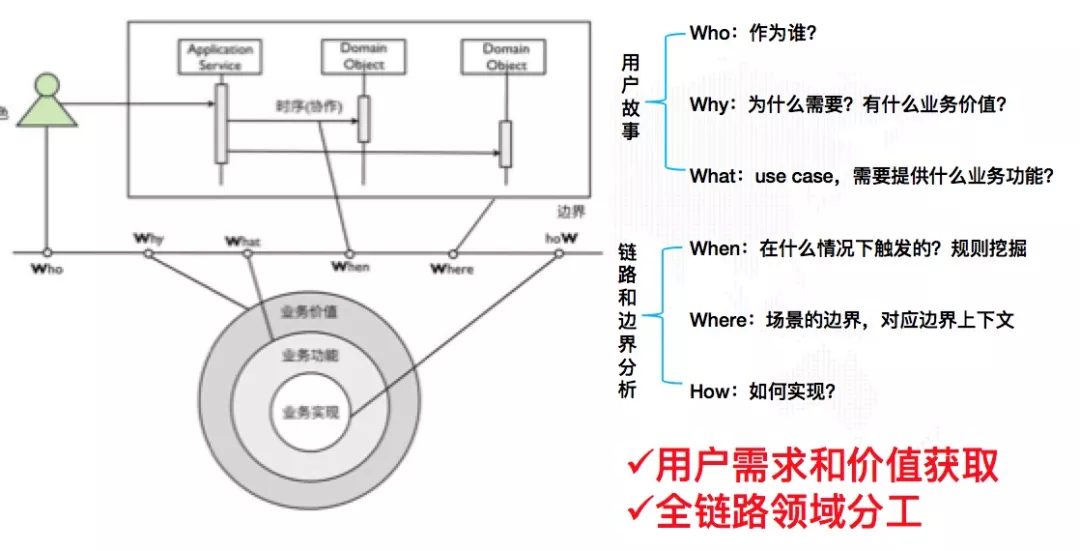 Application
Service
Domain
Object
Domain
Object
色
时序(协作)
边界
Who
Why
What
When
Where
hoW
业务价值
业务功能
业务实现
用户故事
Who：作为谁？
Why：为什么需要？有什么业务价值？
What：use case，需要提供什么业务功能？
链路和边界分析
When：在什么情况下触发的？规则挖掘
Where：场景的边界，对应边界上下文
How：如何实现？
✓用户需求和价值获取
✓全链路领域分工